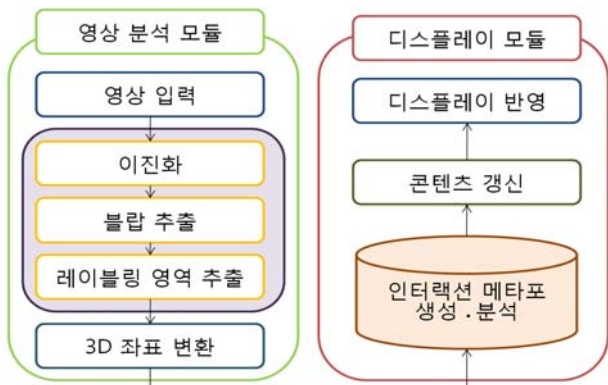 영상 분석 모듈
영상 입력
이진화
블랍 추출
레이블링 영역 추출
3D 좌표 변환
디스플레이 모듈
디스플레이 반영
콘텐츠 갱신
인터랙션 메타포
생성 . 분석